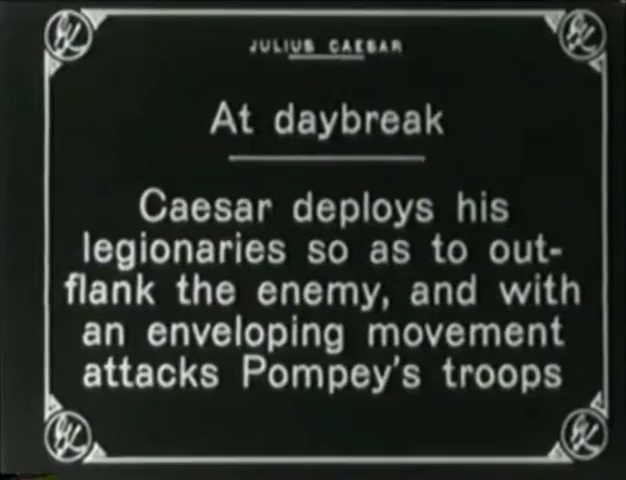 JULIUS CAESAR
At daybreak
Caesar deploys his
legionaries so as to out-
flank the enemy, and with
an enveloping movement
attacks Pompey's troops